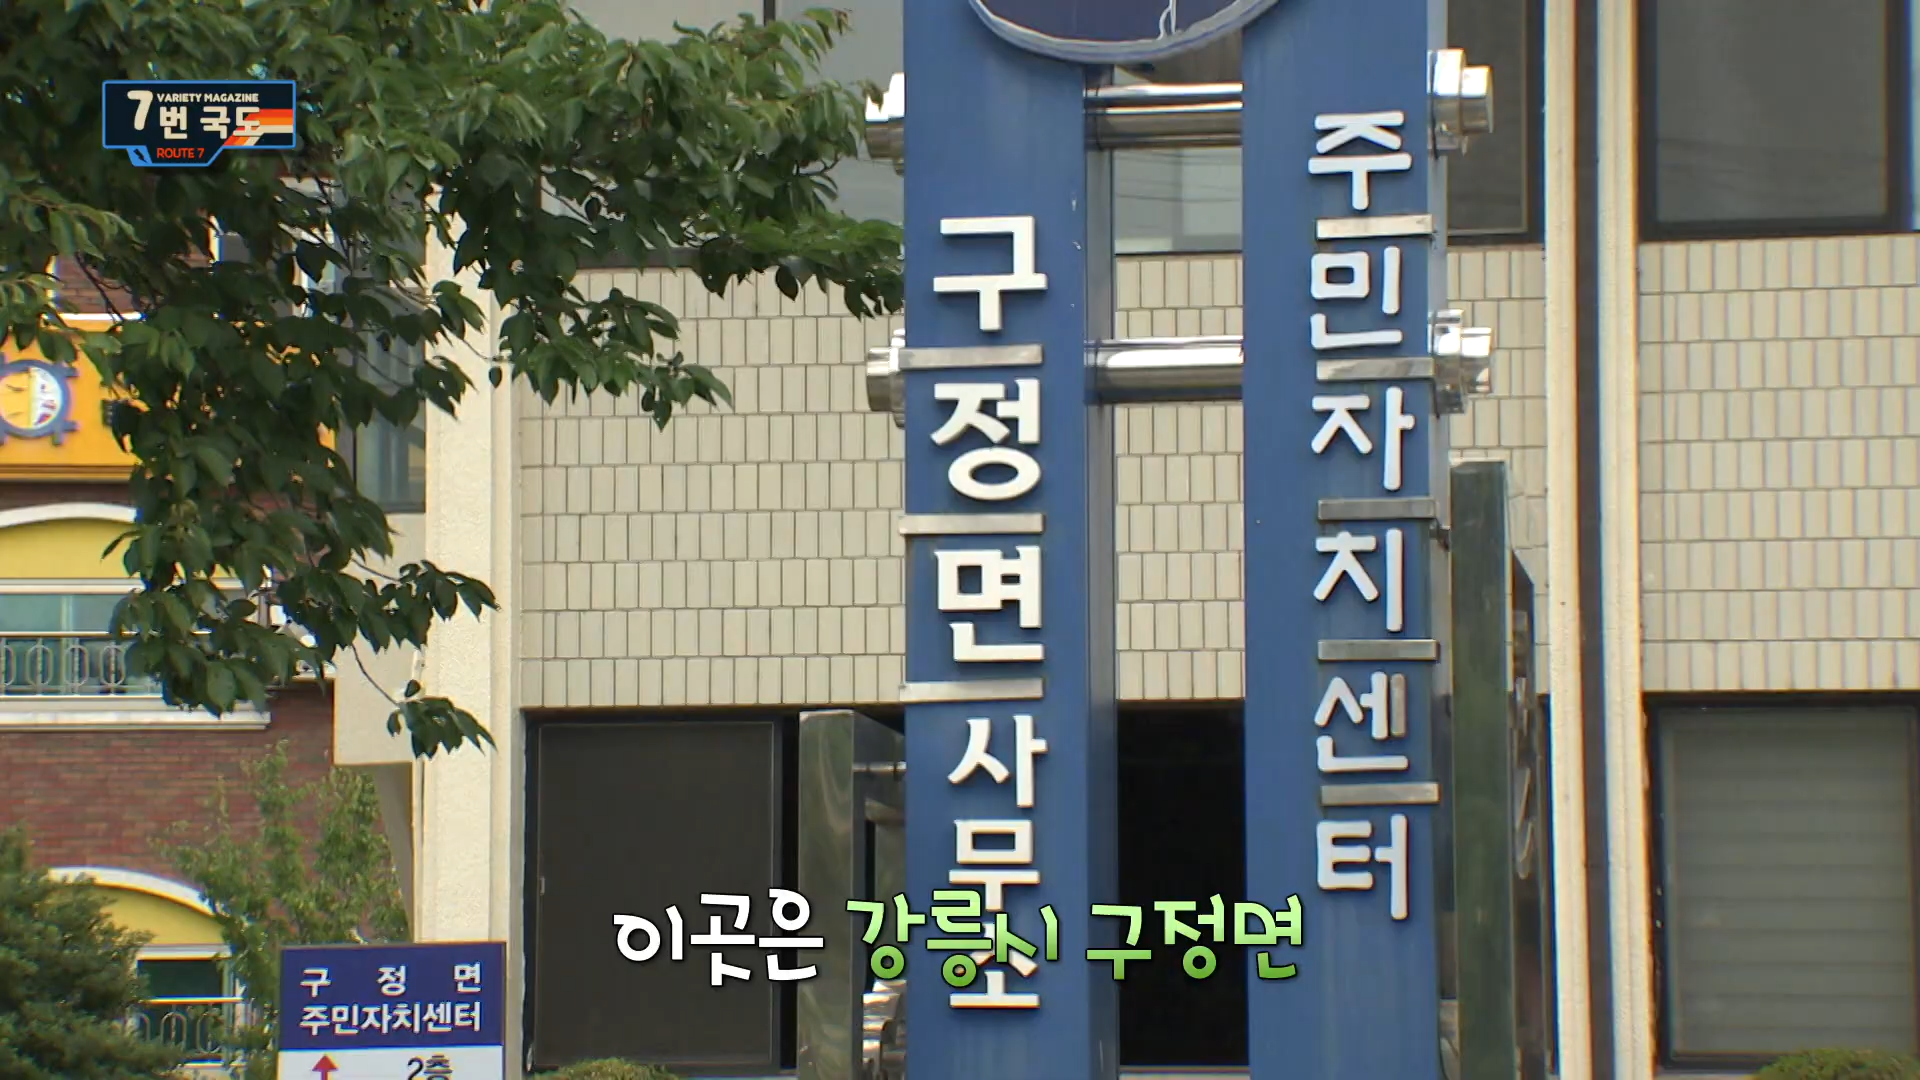 VARIETY MAGAZINE
7번 국도
ROUTE 7
구정면사무소
주민자치센터
이곳은 강릉시 구정면
구 정 면
주민자치센터
2층